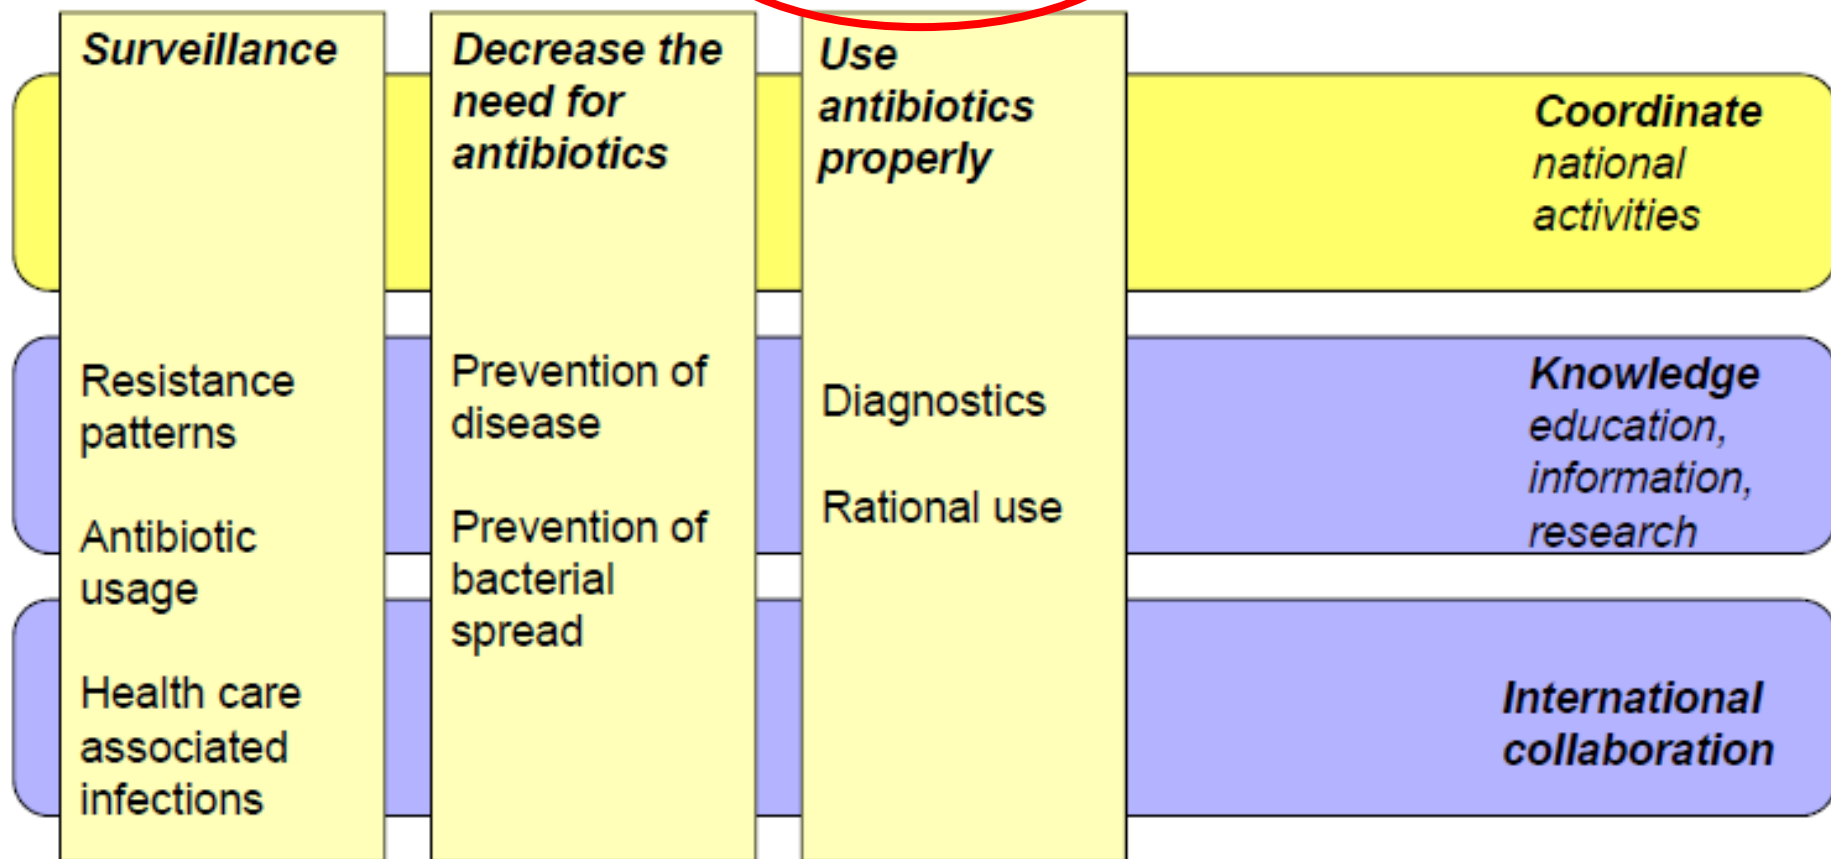 Surveillance
Resistance
patterns
Antibiotic
usage
Health care
associated
infections
Decrease the
need for
antibiotics
Prevention of
disease
Prevention of
bacterial
spread
Use
antibiotics
properly
Diagnostics
Rational use
Coordinate
national
activities
Knowledge
education,
information,
research
International
collaboration